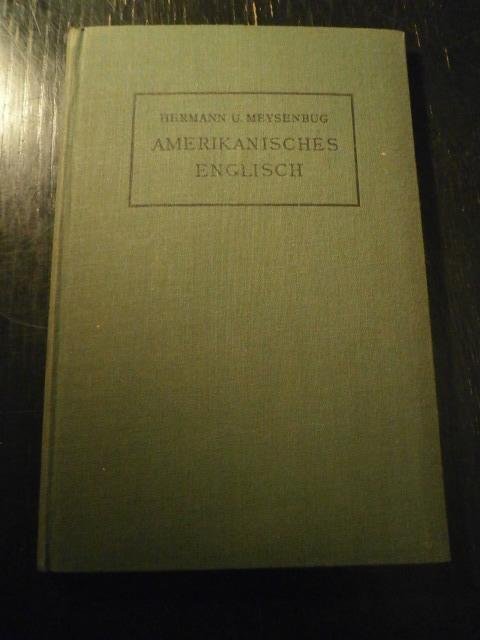 HERMANN U. MEYSENBUG
AMERIKANISCHES
ENGLISCH